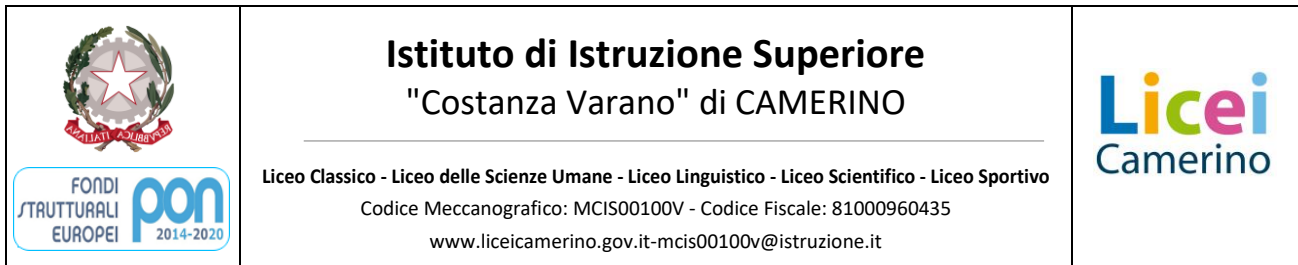 REPVBBLICA ITALIANA
FONDI
STRUTTURALI
EUROPEI
pon
2014-2020
Istituto di Istruzione Superiore
"Costanza Varano" di CAMERINO
Liceo Classico - Liceo delle Scienze Umane - Liceo Linguistico - Liceo Scientifico - Liceo Sportivo
Codice Meccanografico: MCIS00100V - Codice Fiscale: 81000960435
www.liceicamerino.gov.it-mcis00100v@istruzione.it
Licei
Camerino